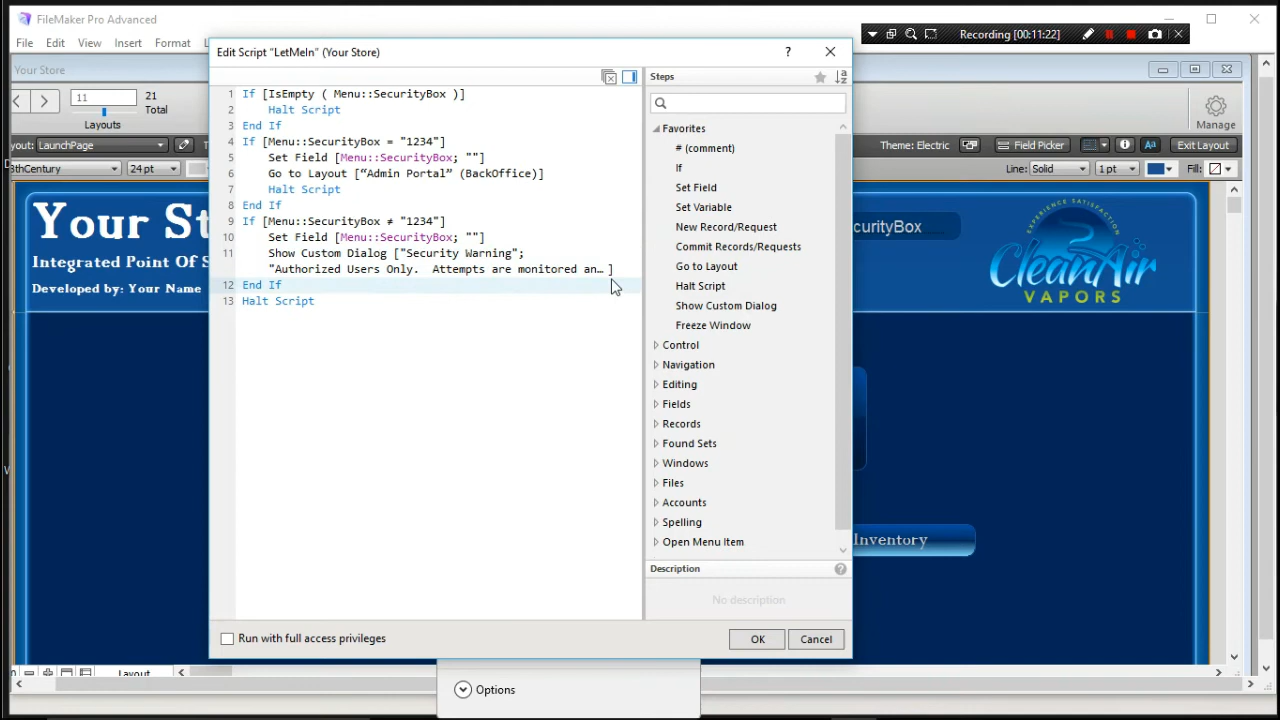 FileMaker Pro Advanced
File Edit View Insert Format
Recording [00:11:22]
Your Store
11
21
Total
Layouts
Manage
LaunchPage
Theme: Electric
Field Picker
Aa
Exit Layout
24 pt
Line: Solid
1 pt
Fill:
Your St
Integrated Point Of S
Developed by: Your Name
curityBox
EXPERIENCE SATISFACTION
CleanAir
VAPORS
Inventory
Layout
Edit Script "LetMeIn" (Your Store)
?
1 If [IsEmpty ( Menu::SecurityBox )]
2 Halt Script
3 End If
4 If [Menu::SecurityBox = "1234"]
5 Set Field [Menu::SecurityBox; ""]
6 Go to Layout [“Admin Portal” (BackOffice)]
7 Halt Script
8 End If
9 If [Menu::SecurityBox ≠ "1234"]
10 Set Field [Menu::SecurityBox; ""]
11 Show Custom Dialog ["Security Warning";
"Authorized Users Only.  Attempts are monitored an… ]
12 End If
13 Halt Script
Steps
Favorites
# (comment)
If
Set Field
Set Variable
New Record/Request
Commit Records/Requests
Go to Layout
Halt Script
Show Custom Dialog
Freeze Window
Control
Navigation
Editing
Fields
Records
Found Sets
Windows
Files
Accounts
Spelling
Open Menu Item
Description
No description
Run with full access privileges
OK
Cancel
Options